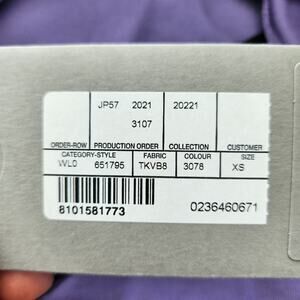 JP57 2021 20221
3107
ORDER-ROW PRODUCTION ORDER COLLECTION CUSTOMER
CATEGORY-STYLE FABRIC COLOUR SIZE
WL0 651795 TKVB8 3078 XS
8101581773 0236460671